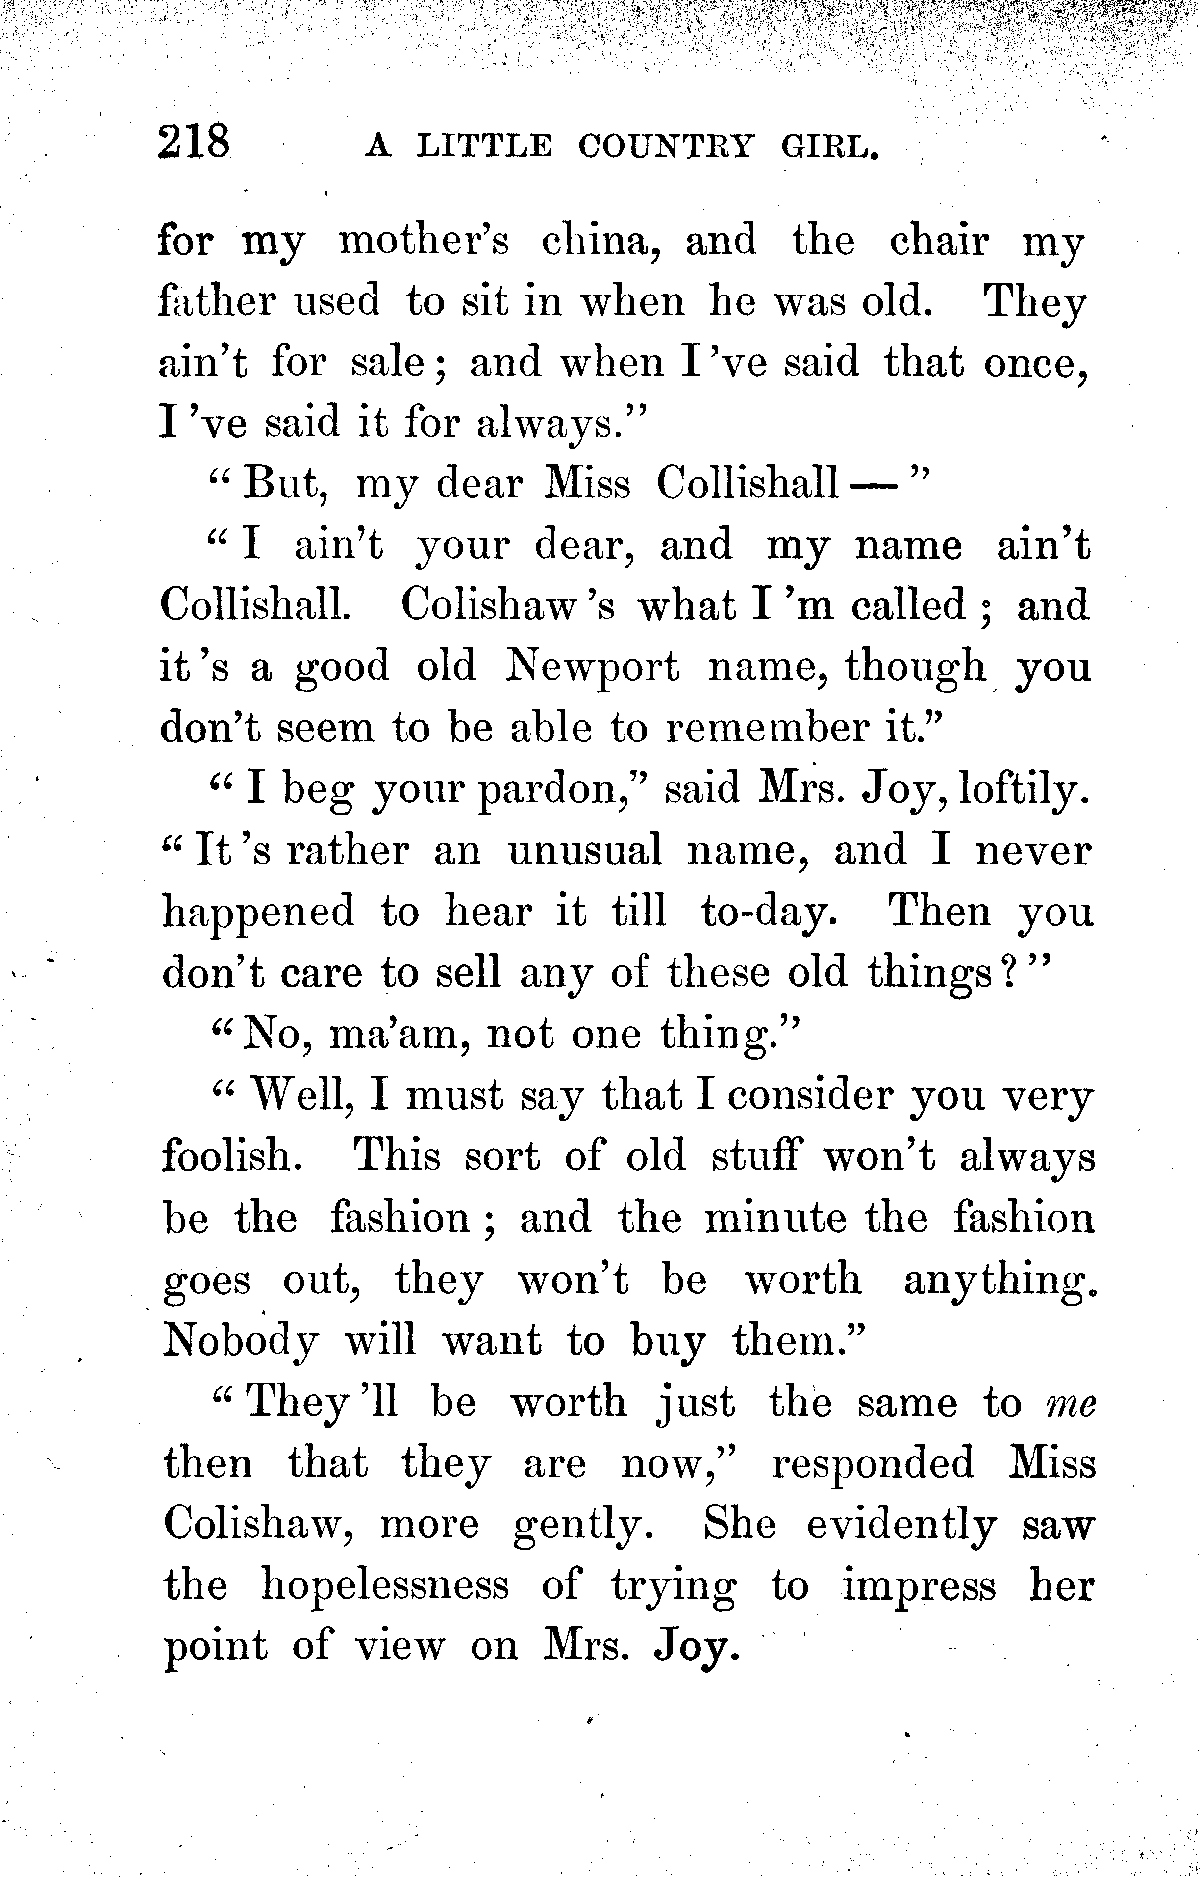 218 A LITTLE COUNTRY GIRL.
for my mother's china, and the chair my
father used to sit in when he was old. They
ain't for sale; and when I 've said that once,
I 've said it for always."
"But, my dear Miss Collishall — "
"I ain't your dear, and my name ain't
Collishall. Colishaw 's what I 'm called; and
it 's a good old Newport name, though you
don't seem to be able to remember it."
"I beg your pardon," said Mrs. Joy, loftily.
"It 's rather an unusual name, and I never
happened to hear it till to-day. Then you
don't care to sell any of these old things?"
"No, ma'am, not one thing."
"Well, I must say that I consider you very
foolish. This sort of old stuff won't always
be the fashion; and the minute the fashion
goes out, they won't be worth anything.
Nobody will want to buy them."
"They 'll be worth just the same to me
then that they are now," responded Miss
Colishaw, more gently. She evidently saw
the hopelessness of trying to impress her
point of view on Mrs. Joy.